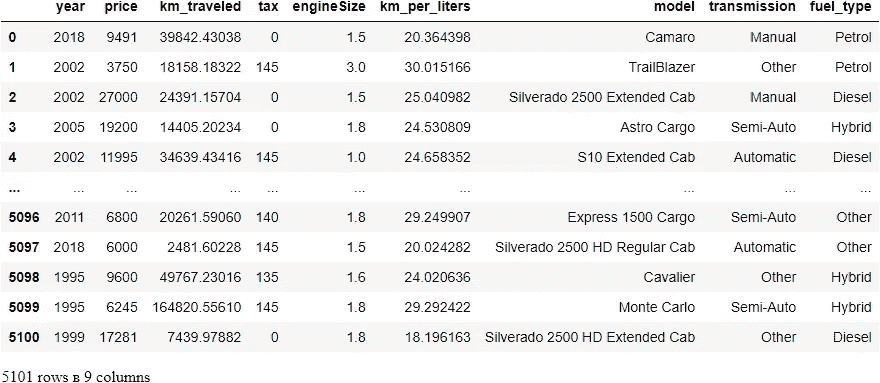 year price km_traveled tax engineSize km_per_liters model transmission fuel_type
0 2018 9491 39842.43038 0 1.5 20.364398 Camaro Manual Petrol
1 2002 3750 18158.18322 145 3.0 30.015166 TrailBlazer Other Petrol
2 2002 27000 24391.15704 0 1.5 25.040982 Silverado 2500 Extended Cab Manual Diesel
3 2005 19200 14405.20234 0 1.8 24.530809 Astro Cargo Semi-Auto Hybrid
4 2002 11995 34639.43416 145 1.0 24.658352 S10 Extended Cab Automatic Diesel
... ... ... ... ... ... ... ... ... ...
5096 2011 6800 20261.59060 140 1.8 29.249907 Express 1500 Cargo Semi-Auto Other
5097 2018 6000 2481.60228 145 1.5 20.024282 Silverado 2500 HD Regular Cab Automatic Other
5098 1995 9600 49767.23016 135 1.6 24.020636 Cavalier Other Hybrid
5099 1995 6245 164820.55610 145 1.8 29.292422 Monte Carlo Semi-Auto Hybrid
5100 1999 17281 7439.97882 0 1.8 18.196163 Silverado 2500 HD Extended Cab Other Diesel
5101 rows в 9 columns